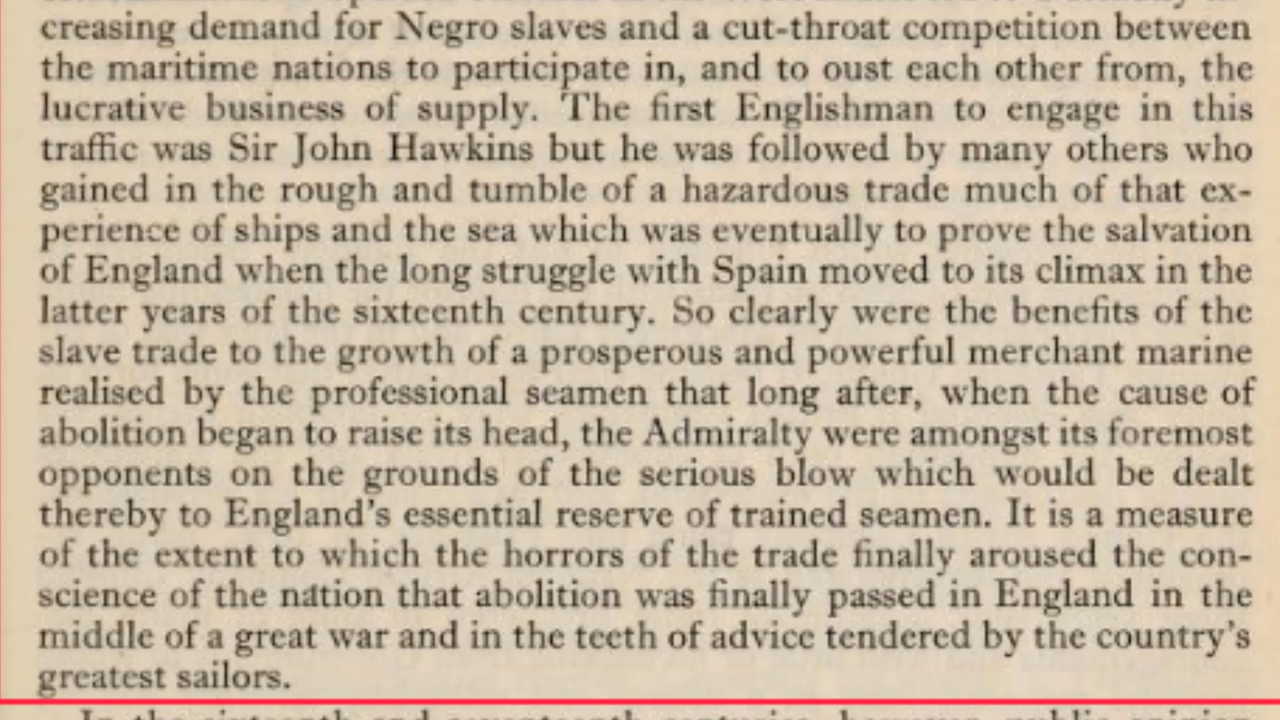 creasing demand for Negro slaves and a cut-throat competition between
the maritime nations to participate in, and to oust each other from, the
lucrative business of supply. The first Englishman to engage in this
traffic was Sir John Hawkins but he was followed by many others who
gained in the rough and tumble of a hazardous trade much of that ex-
perience of ships and the sea which was eventually to prove the salvation
of England when the long struggle with Spain moved to its climax in the
latter years of the sixteenth century. So clearly were the benefits of the
slave trade to the growth of a prosperous and powerful merchant marine
realised by the professional seamen that long after, when the cause of
abolition began to raise its head, the Admiralty were amongst its foremost
opponents on the grounds of the serious blow which would be dealt
thereby to England's essential reserve of trained seamen. It is a measure
of the extent to which the horrors of the trade finally aroused the con-
science of the nation that abolition was finally passed in England in the
middle of a great war and in the teeth of advice tendered by the country's
greatest sailors.